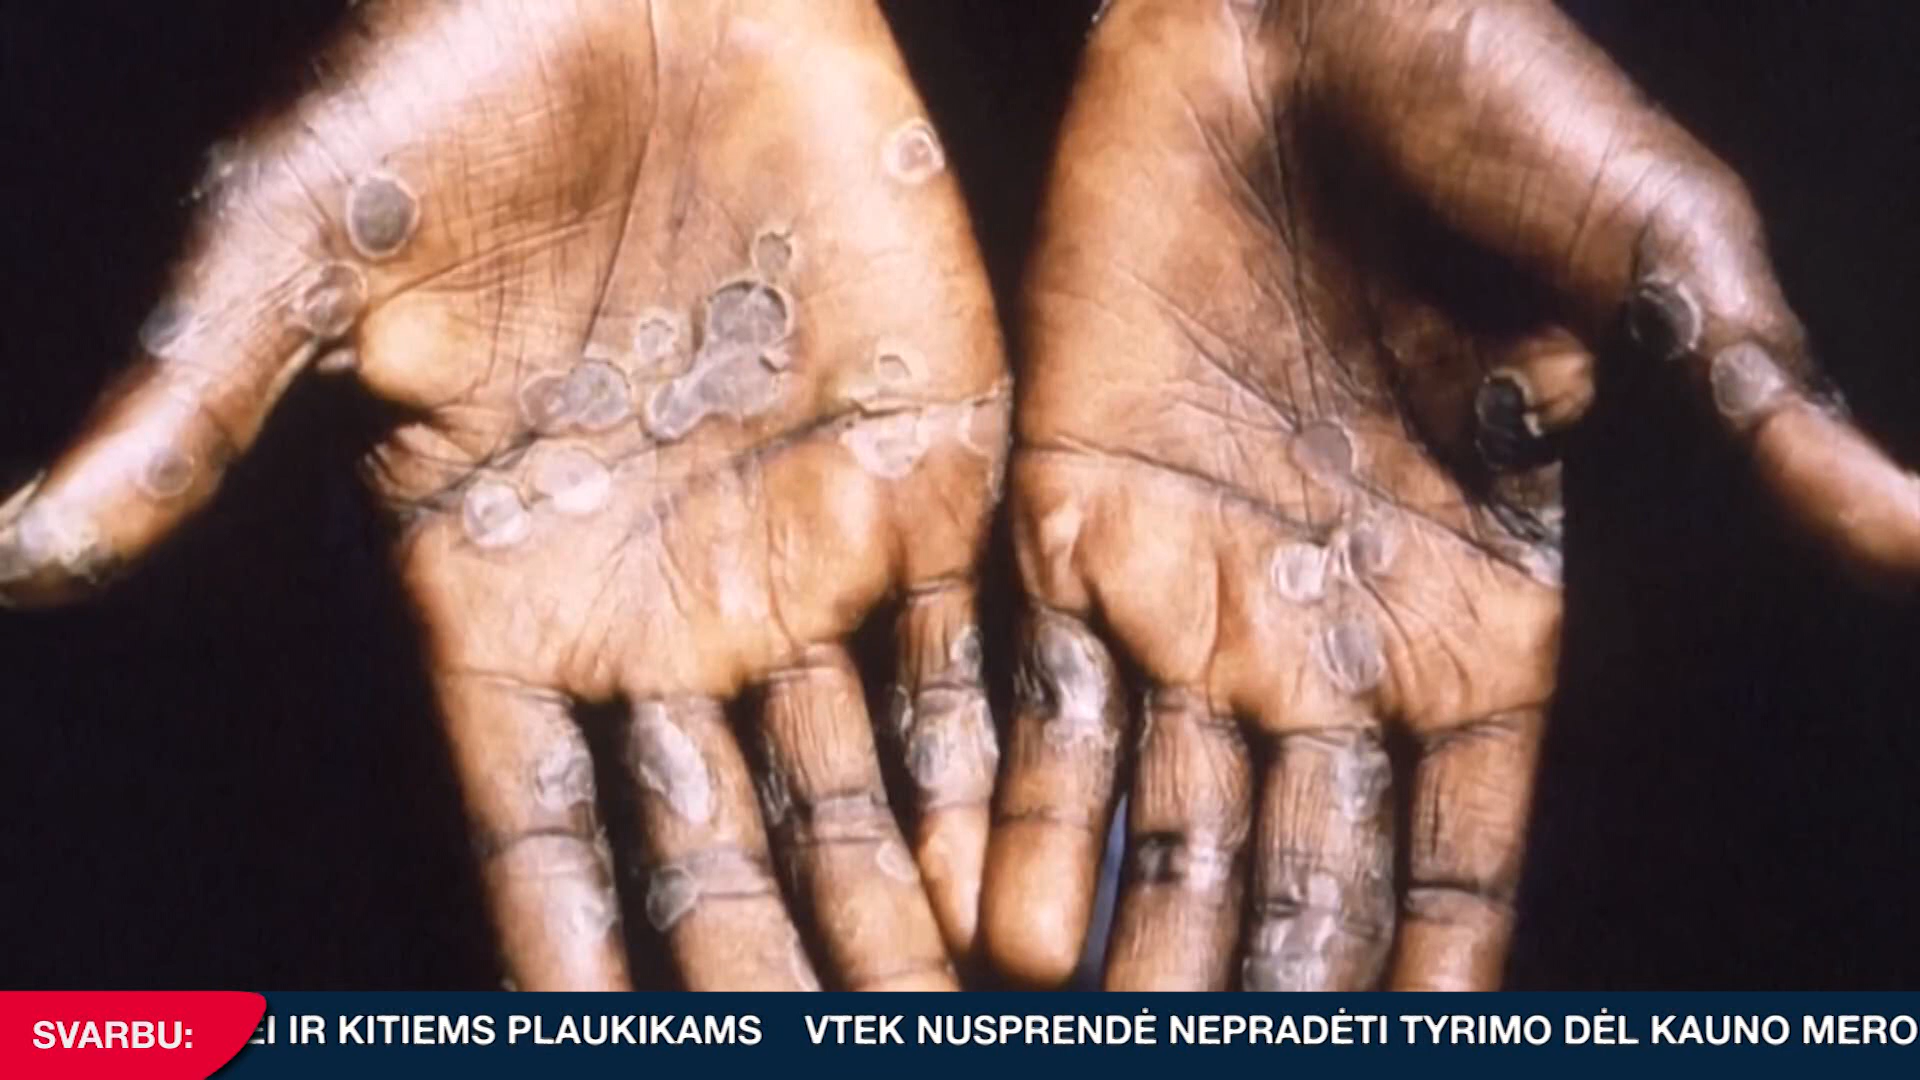 SVARBU:
IR KITIEMS PLAUKIKAMS VTEK NUSPRENDĖ NEPRADĖTI TYRIMO DĖL KAUNO MERO